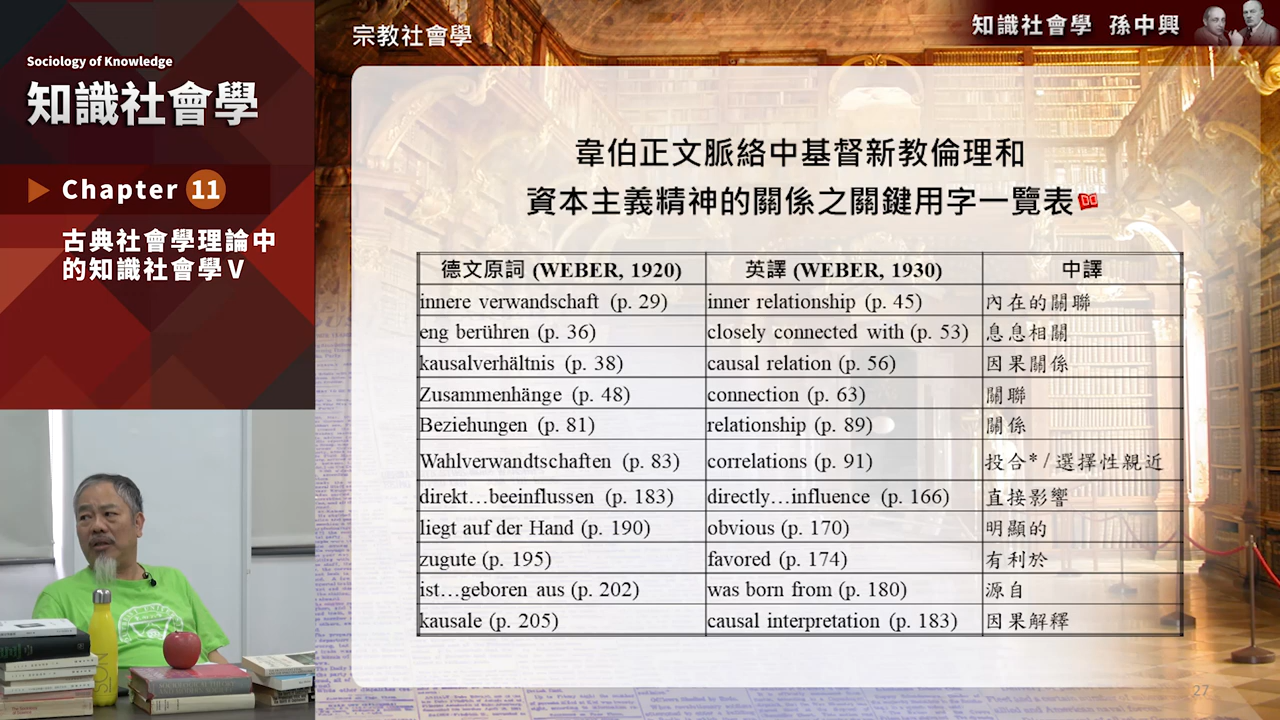 Sociology of Knowledge
知識社會學
Chapter 11
古典社會學理論中
的知識社會學 V
宗教社會學
知識社會學 孫中興
韋伯正文脈絡中基督新教倫理和
資本主義精神的關係之關鍵用字一覽表
德文原詞 (WEBER, 1920) 英譯 (WEBER, 1930) 中譯
innere verwandschaft (p. 29) inner relationship (p. 45) 內在的關聯
eng berühren (p. 36) closely connected with (p. 53) 息息相關
kausalverhältnis (p. 38) causal relation (p. 56) 因果關係
Zusammenhänge (p. 48) connection (p. 63) 關聯
Beziehungen (p. 81) relationship (p. 89) 關係
Wahlverwandtschaften (p. 83) correlations (p. 91) 投合* / 選擇性親近
direkt…beeinflussen (p. 183) directly…influence (p. 166) 直接影響
liegt auf der Hand (p. 190) obvious (p. 170) 明顯的
zugute (p. 195) favored (p. 174) 有利於
ist…geboren aus (p. 202) was born from (p. 180) 源自
kausale (p. 205) causal interpretation (p. 183) 因果解釋
27